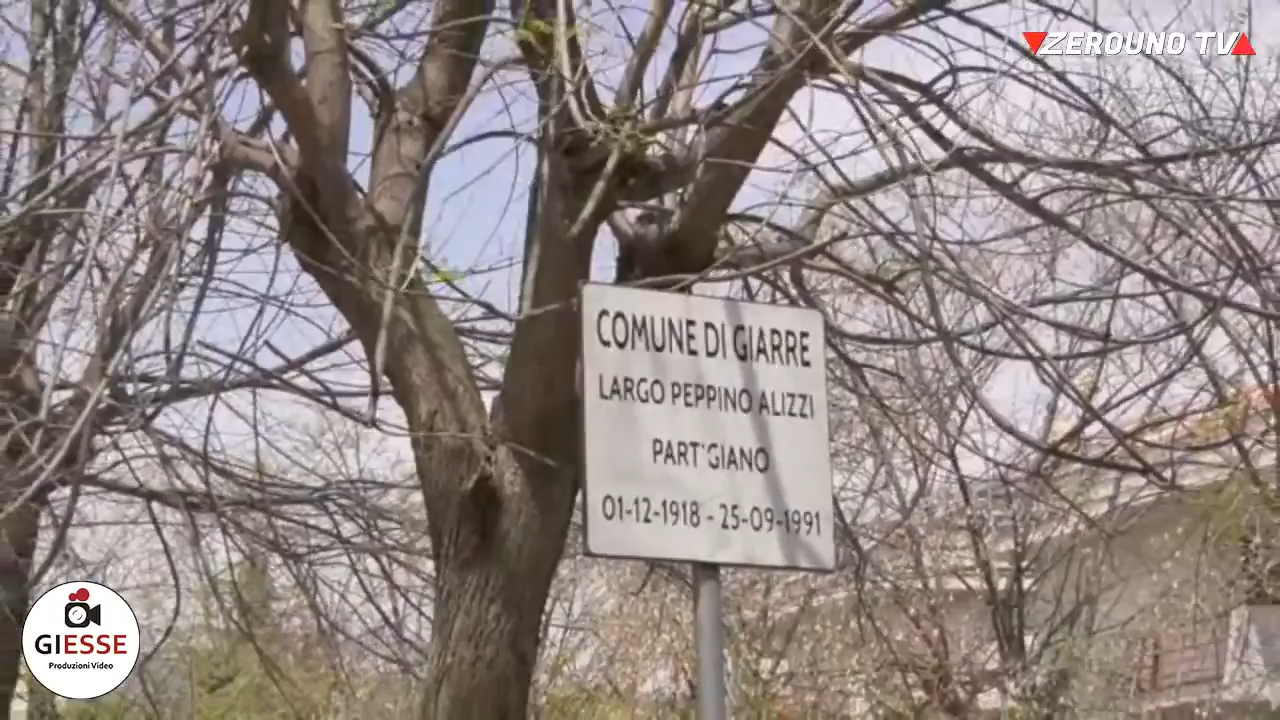 ZEROUNO TV
COMUNE DI GIARRE
LARGO PEPPINO ALIZZI
PART'GIANO
01-12-1918 - 25-09-1991
GIESSE
Produzioni Video